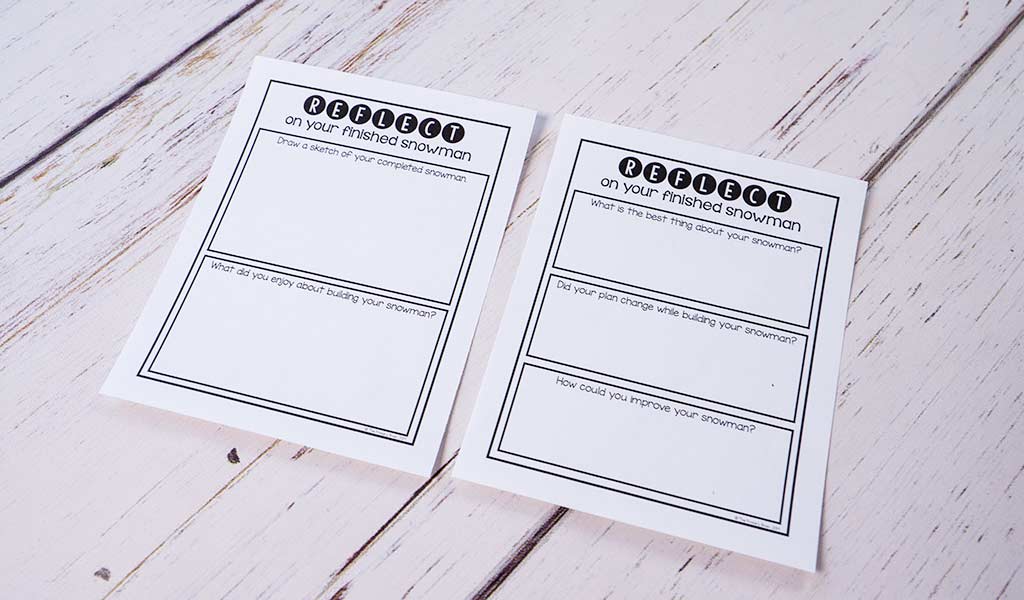 REFLECT
on your finished snowman
Draw a sketch of your completed snowman.
What did you enjoy about building your snowman?
REFLECT
on your finished snowman
What is the best thing about your snowman?
Did your plan change while building your snowman?
How could you improve your snowman?